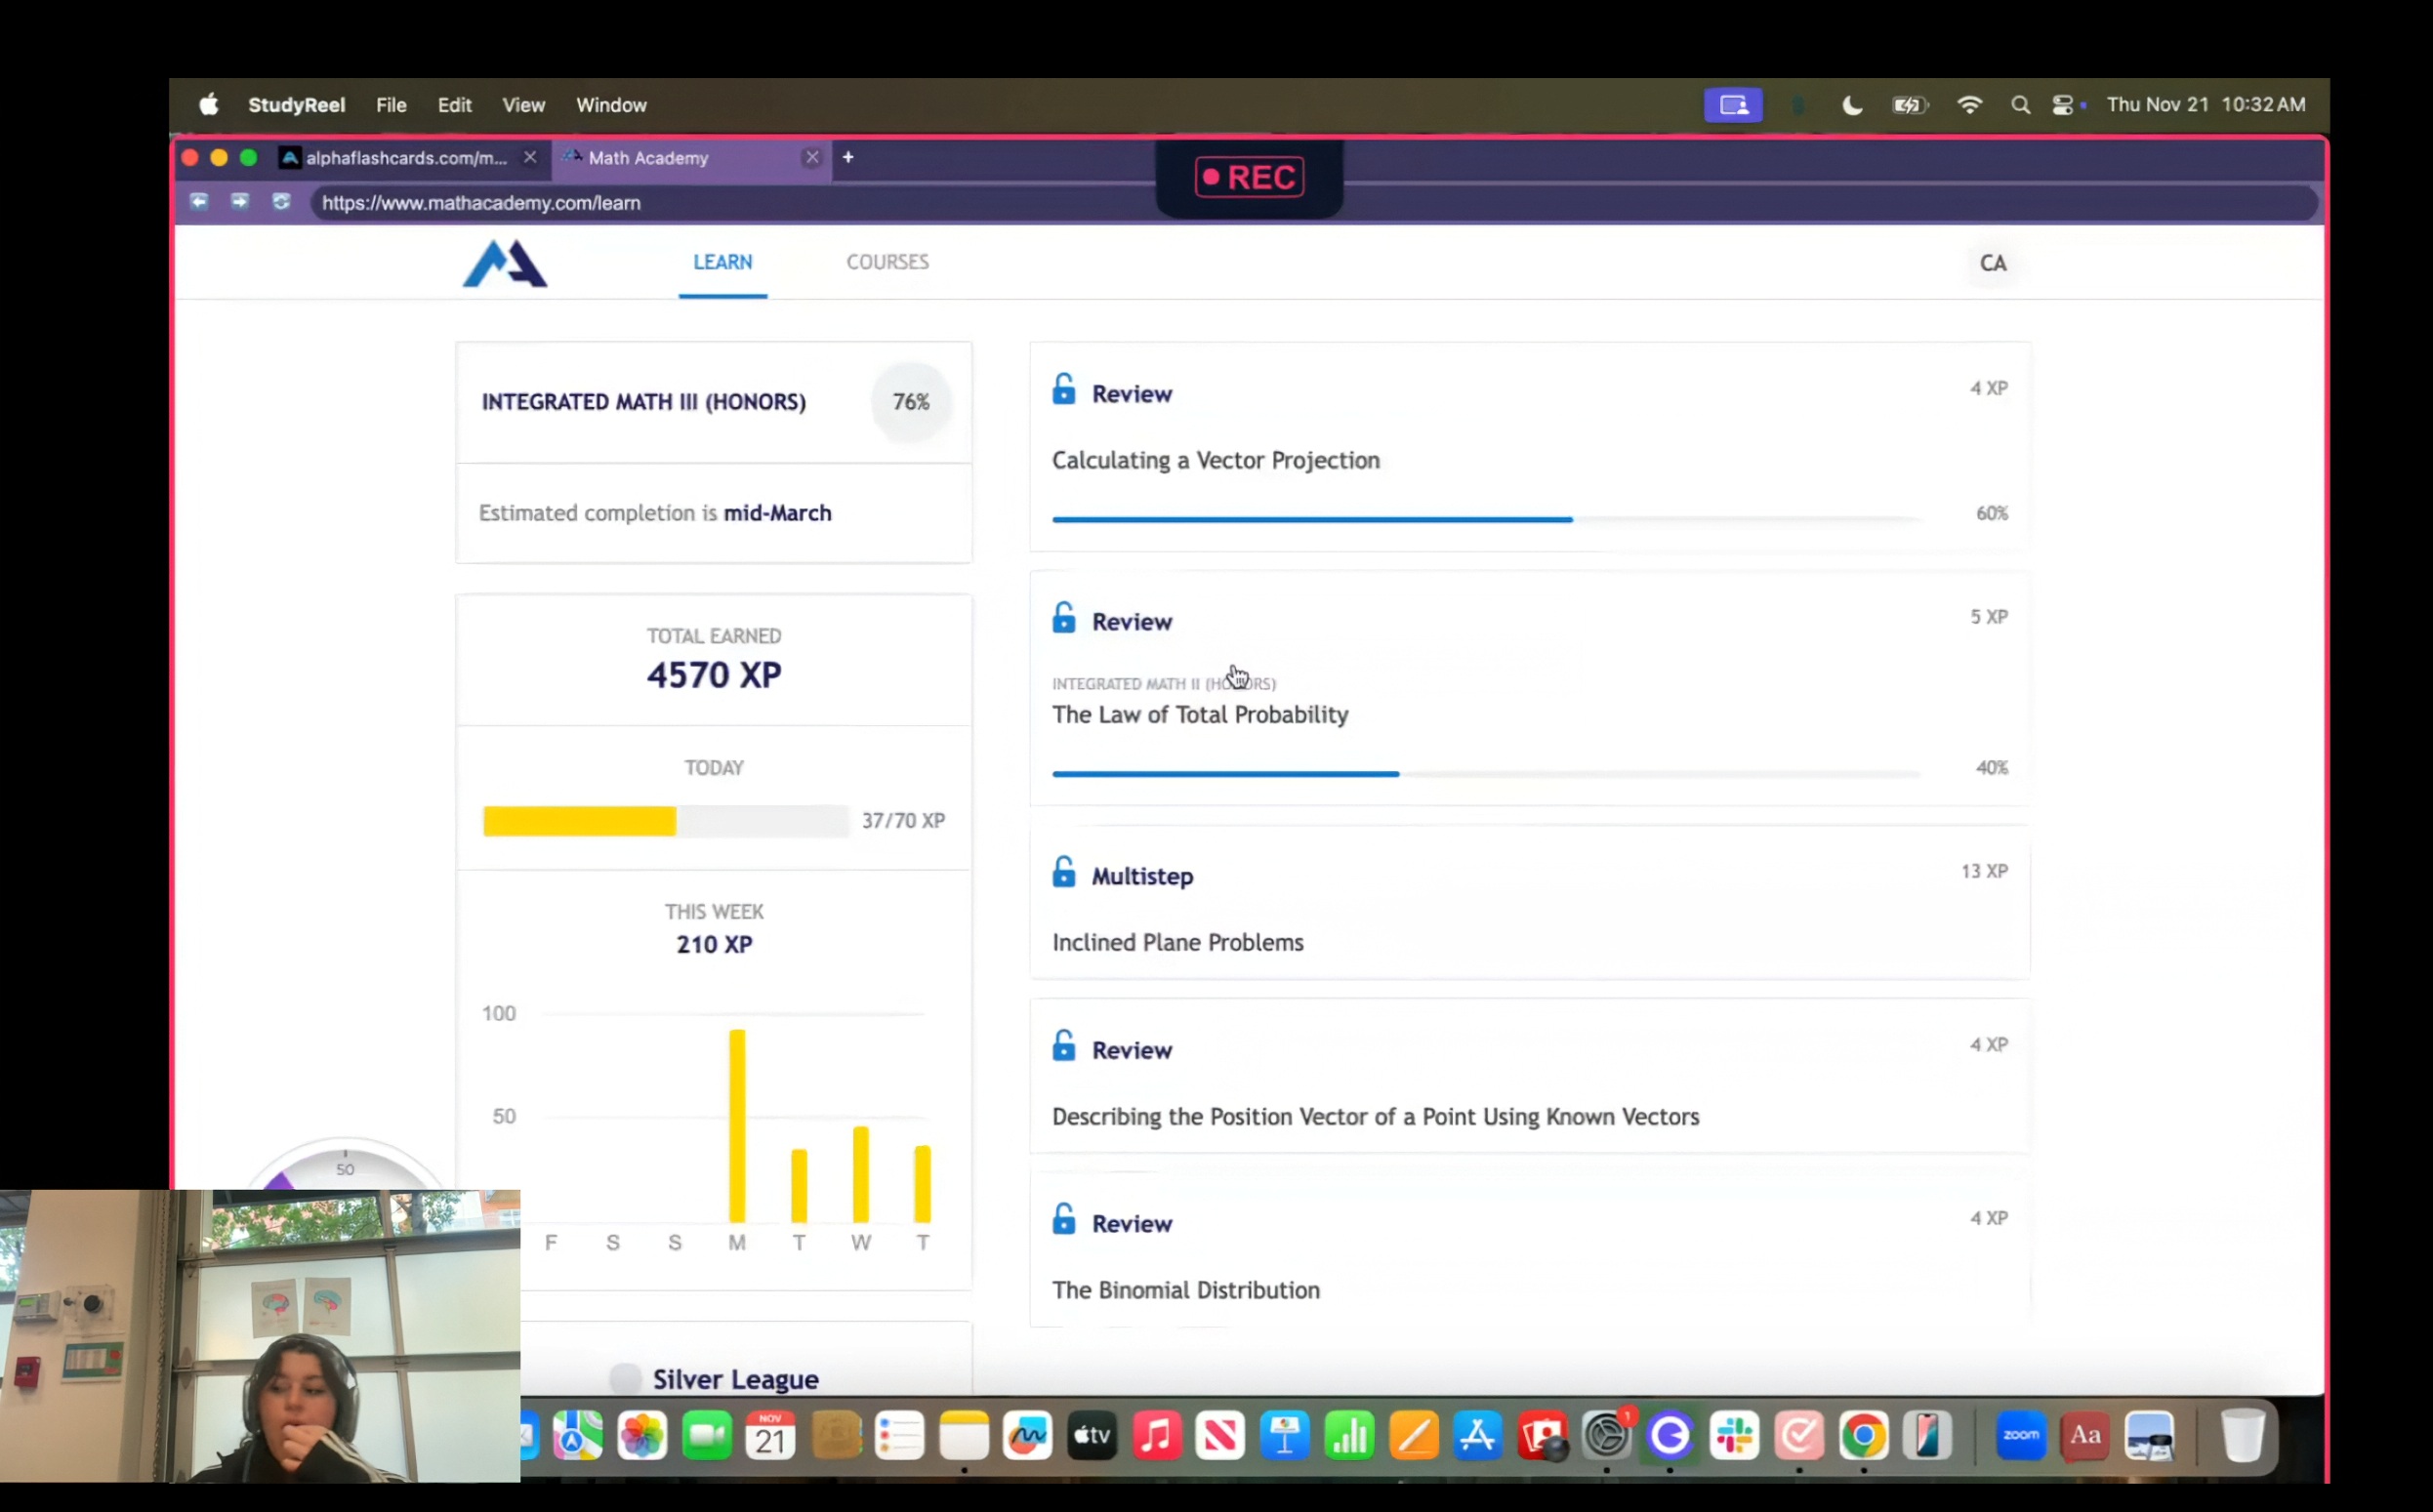 StudyReel File Edit View Window
Thu Nov 21 10:32 AM
alphaflashcards.com/m...
Math Academy
REC
https://www.mathacademy.com/learn
LEARN
COURSES
CA
INTEGRATED MATH III (HONORS)
76%
Estimated completion is mid-March
TOTAL EARNED
4570 XP
TODAY
37/70 XP
THIS WEEK
210 XP
100
50
F S S M T W T
50
Silver League
Review
4 XP
Calculating a Vector Projection
60%
Review
5 XP
INTEGRATED MATH II (HONORS)
The Law of Total Probability
40%
Multistep
13 XP
Inclined Plane Problems
Review
4 XP
Describing the Position Vector of a Point Using Known Vectors
Review
4 XP
The Binomial Distribution
NOV
21
tv
1
zoom
Aa